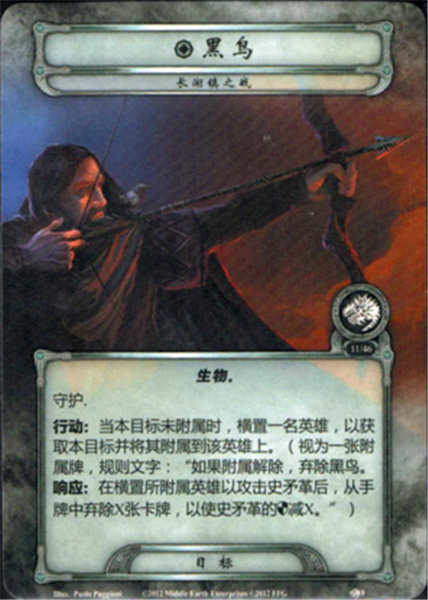 黑鸟
长湖镇之战
11/46
生物.
守护.
行动: 当本目标未附属时，横置一名英雄，以获
取本目标并将其附属到该英雄上。（视为一张附
属牌，规则文字：“如果附属解除，弃除黑鸟。
响应: 在横置所附属英雄以攻击史矛革后，从手
牌中弃除X张卡牌，以使史矛革的减X。”）
目标
Illus. Paolo Puggioni ©2012 Middle Earth Enterprises ©2012 FFG